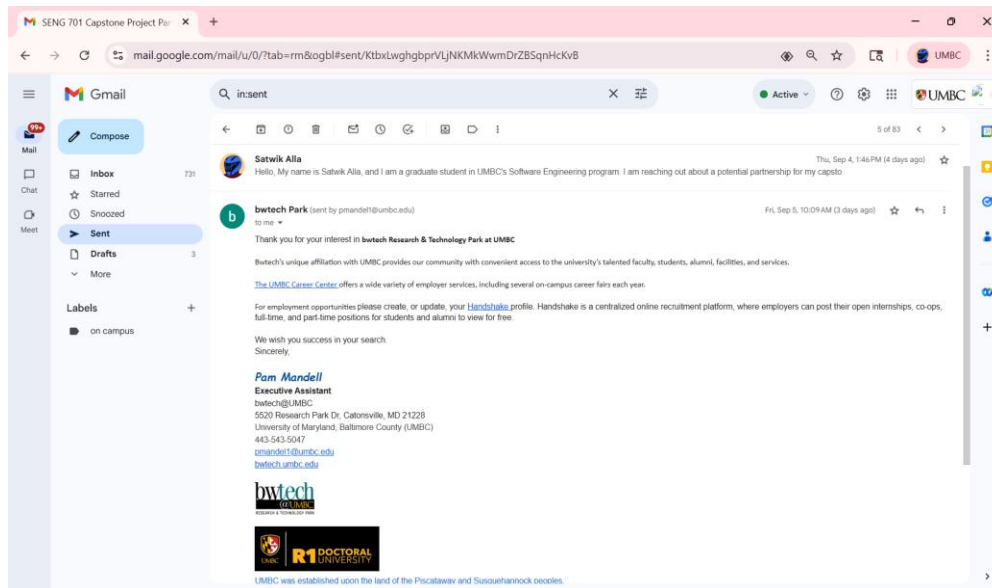 SENG 701 Capstone Project Par
mail.google.com/mail/u/0/?tab=rm&ogbl#sent/KtbxLwghgbprVLjNKMkWwmDrZBSqnHcKvB
UMBC
Gmail
in:sent
Active
UMBC
99+
Mail
Chat
Meet
Compose
Inbox 731
Starred
Snoozed
Sent
Drafts 3
More
Labels
on campus
5 of 83
Satwik Alla
Thu, Sep 4, 1:46 PM (4 days ago)
Hello, My name is Satwik Alla, and I am a graduate student in UMBC's Software Engineering program. I am reaching out about a potential partnership for my capsto
b
bwtech Park (sent by pmandel1@umbc.edu)
Fri, Sep 5, 10:09 AM (3 days ago)
to me
Thank you for your interest in bwtech Research & Technology Park at UMBC
Bwtech's unique affiliation with UMBC provides our community with convenient access to the university's talented faculty, students, alumni, facilities, and services.
The UMBC Career Center offers a wide variety of employer services, including several on-campus career fairs each year.
For employment opportunities please create, or update, your Handshake profile. Handshake is a centralized online recruitment platform, where employers can post their open internships, co-ops,
full-time, and part-time positions for students and alumni to view for free.
We wish you success in your search.
Sincerely,
Pam Mandell
Executive Assistant
bwtech@UMBC
5520 Research Park Dr, Catonsville, MD 21228
University of Maryland, Baltimore County (UMBC)
443-543-5047
pmandel1@umbc.edu
bwtech.umbc.edu
bwtech
@UMBC
RESEARCH & TECHNOLOGY PARK
UMBC
R1 DOCTORAL
UNIVERSITY
UMBC was established upon the land of the Piscataway and Susquehannock peoples.